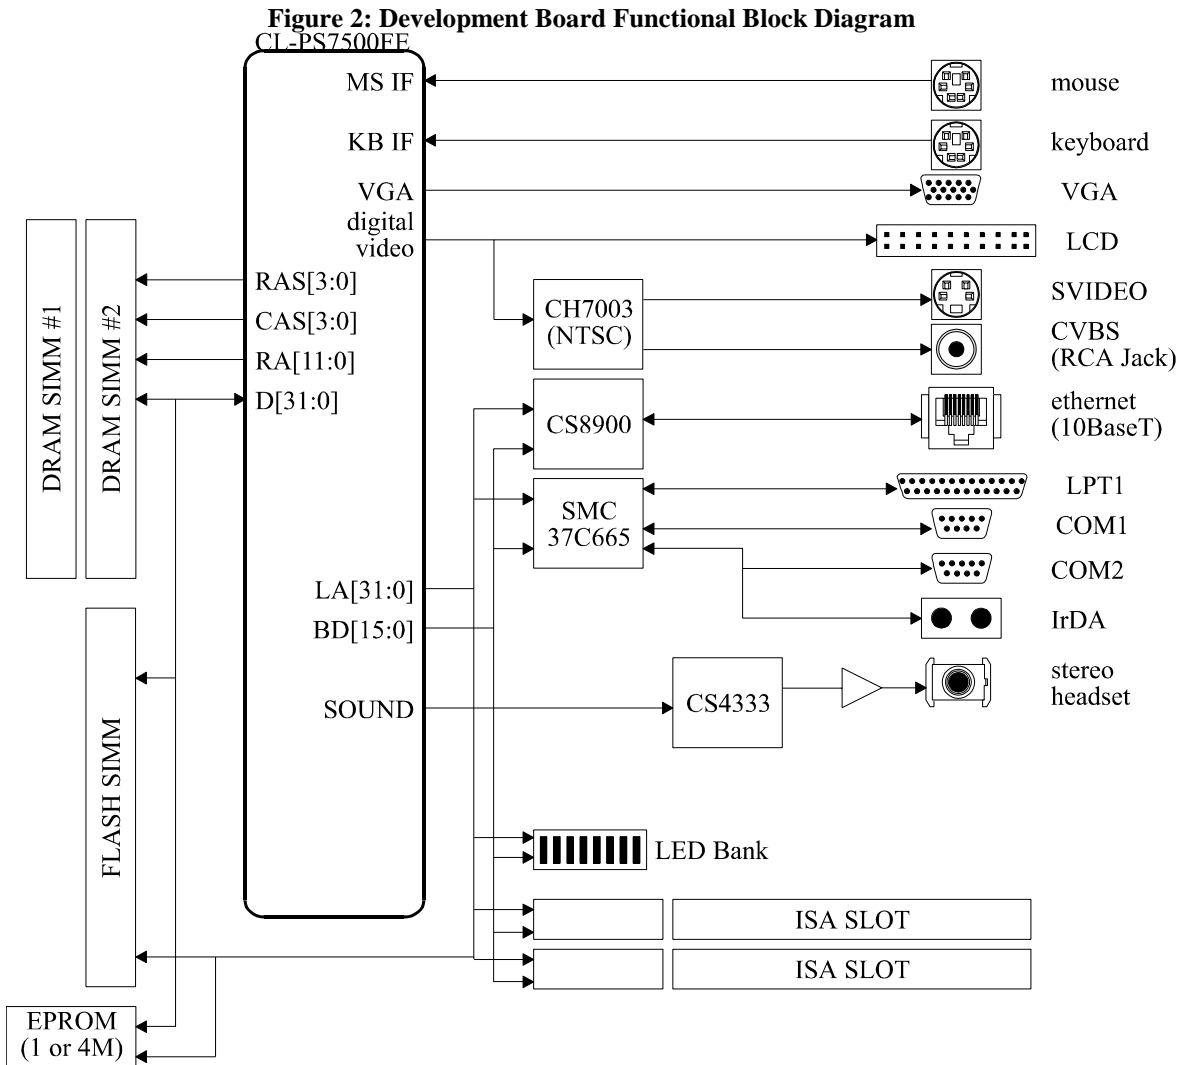 Figure 2: Development Board Functional Block Diagram
CL-PS7500FE
MS IF
mouse
KB IF
keyboard
VGA
VGA
digital
video
LCD
RAS[3:0]
CAS[3:0]
RA[11:0]
D[31:0]
DRAM SIMM #1
DRAM SIMM #2
CH7003
(NTSC)
SVIDEO
CVBS
(RCA Jack)
CS8900
ethernet
(10BaseT)
SMC
37C665
LPT1
COM1
COM2
IrDA
LA[31:0]
BD[15:0]
SOUND
CS4333
stereo
headset
FLASH SIMM
LED Bank
ISA SLOT
ISA SLOT
EPROM
(1 or 4M)